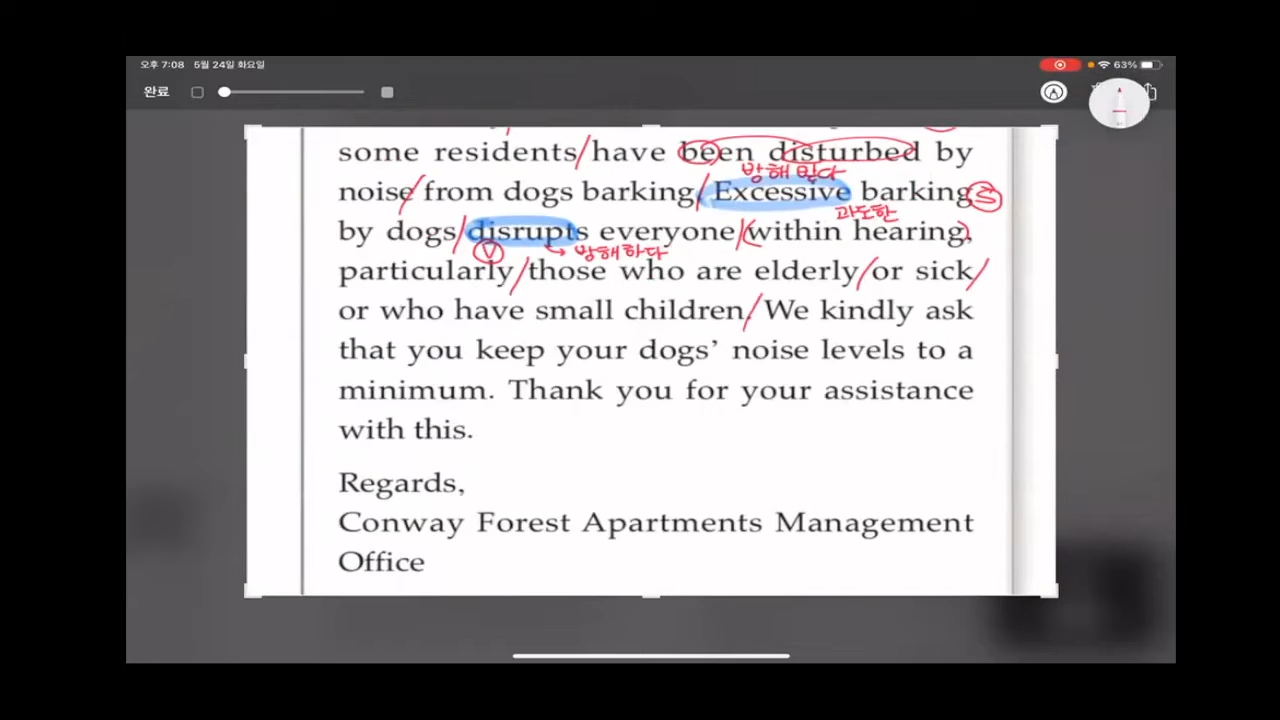 오후 7:08 5월 24일 화요일
63%
완료
some residents/have been disturbed by
방해 받다
noise/from dogs barking/Excessive barking S
과도한
by dogs/disrupts everyone/(within hearing),
V
방해하다
particularly/those who are elderly/or sick/
or who have small children./We kindly ask
that you keep your dogs’ noise levels to a
minimum. Thank you for your assistance
with this.
Regards,
Conway Forest Apartments Management
Office